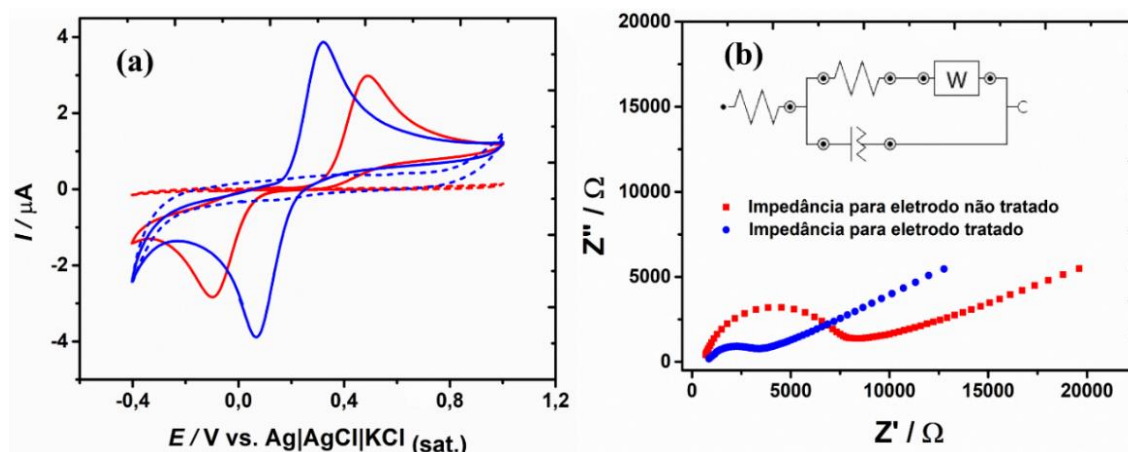 (a)
4
2
0
-2
-4
I / μA
-0,4
0,0
0,4
0,8
1,2
E / V vs. Ag|AgCl|KCl (sat.)
(b)
20000
15000
10000
5000
0
Z'' / Ω
W
Impedância para eletrodo não tratado
Impedância para eletrodo tratado
0
5000
10000
15000
20000
Z' / Ω